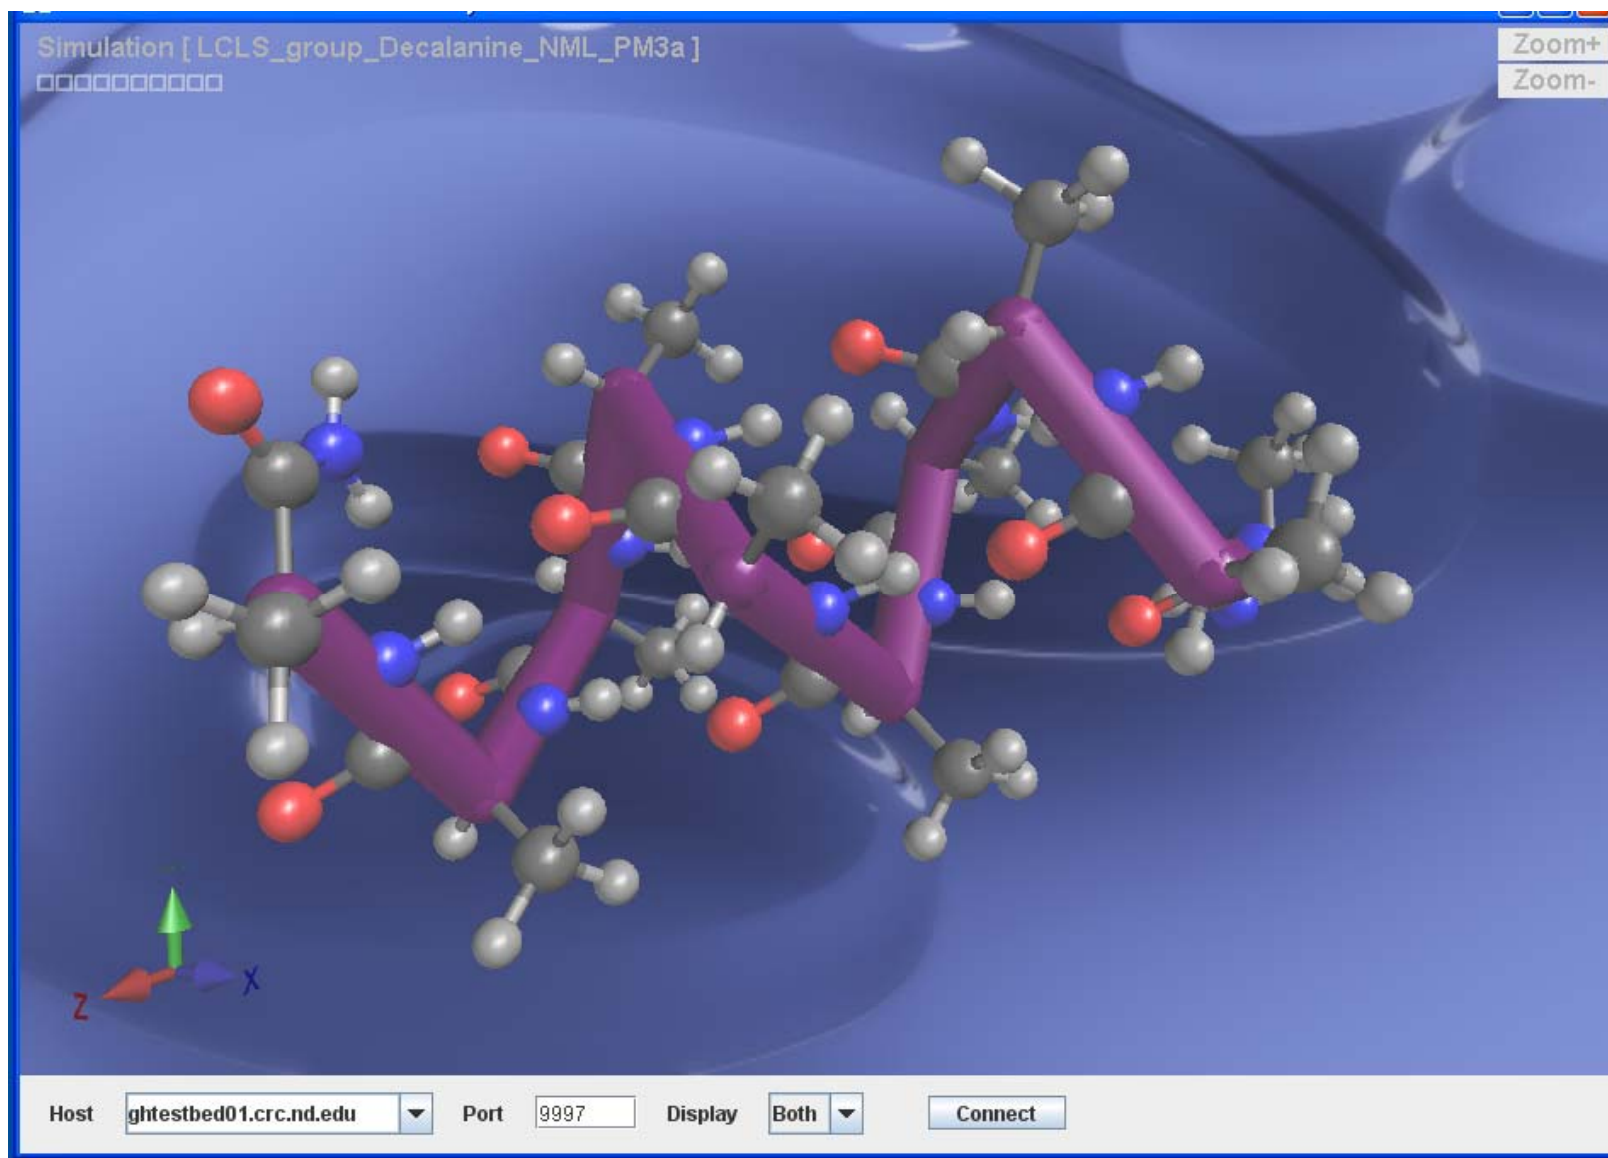 Simulation [ LCLS_group_Decalanine_NML_PM3a ]
Zoom+
Zoom-
Z
X
Host ghtestbed01.crc.nd.edu Port 9997 Display Both Connect